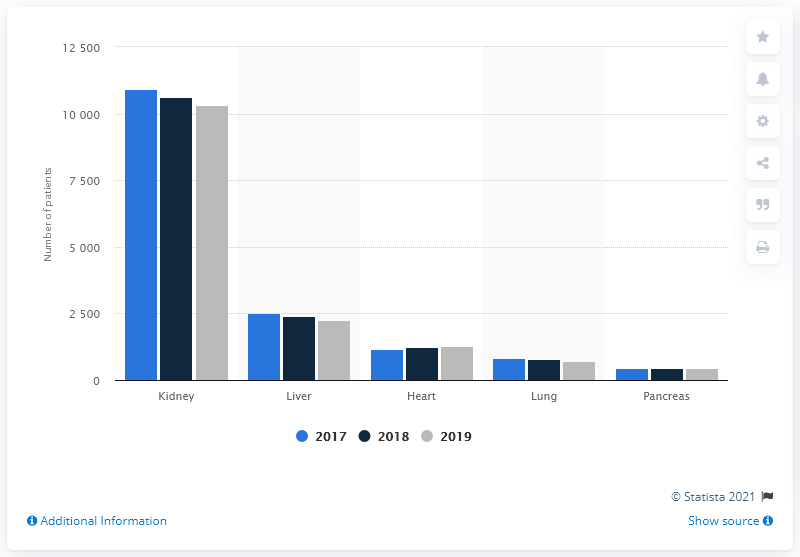 12 500
10 000
7 500
5 000
2 500
0
Number of patients
Kidney Liver Heart Lung Pancreas
2017 2018 2019
© Statista 2021
Additional Information Show source